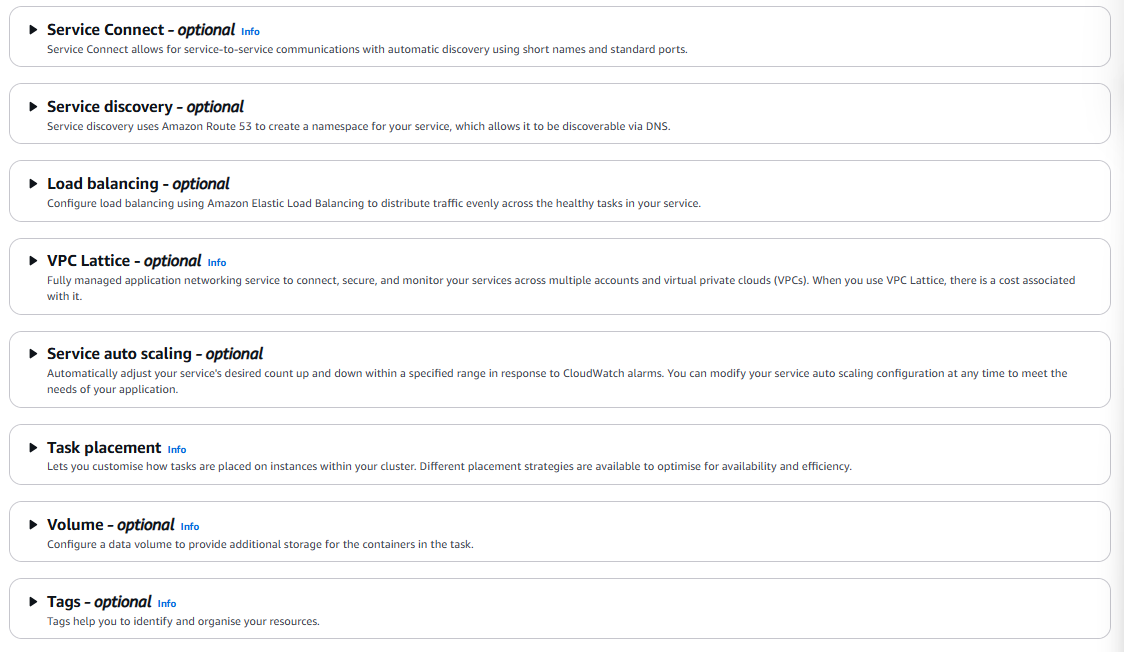 Service Connect - optional Info
Service Connect allows for service-to-service communications with automatic discovery using short names and standard ports.
Service discovery - optional
Service discovery uses Amazon Route 53 to create a namespace for your service, which allows it to be discoverable via DNS.
Load balancing - optional
Configure load balancing using Amazon Elastic Load Balancing to distribute traffic evenly across the healthy tasks in your service.
VPC Lattice - optional Info
Fully managed application networking service to connect, secure, and monitor your services across multiple accounts and virtual private clouds (VPCs). When you use VPC Lattice, there is a cost associated
with it.
Service auto scaling - optional
Automatically adjust your service's desired count up and down within a specified range in response to CloudWatch alarms. You can modify your service auto scaling configuration at any time to meet the
needs of your application.
Task placement Info
Lets you customise how tasks are placed on instances within your cluster. Different placement strategies are available to optimise for availability and efficiency.
Volume - optional Info
Configure a data volume to provide additional storage for the containers in the task.
Tags - optional Info
Tags help you to identify and organise your resources.